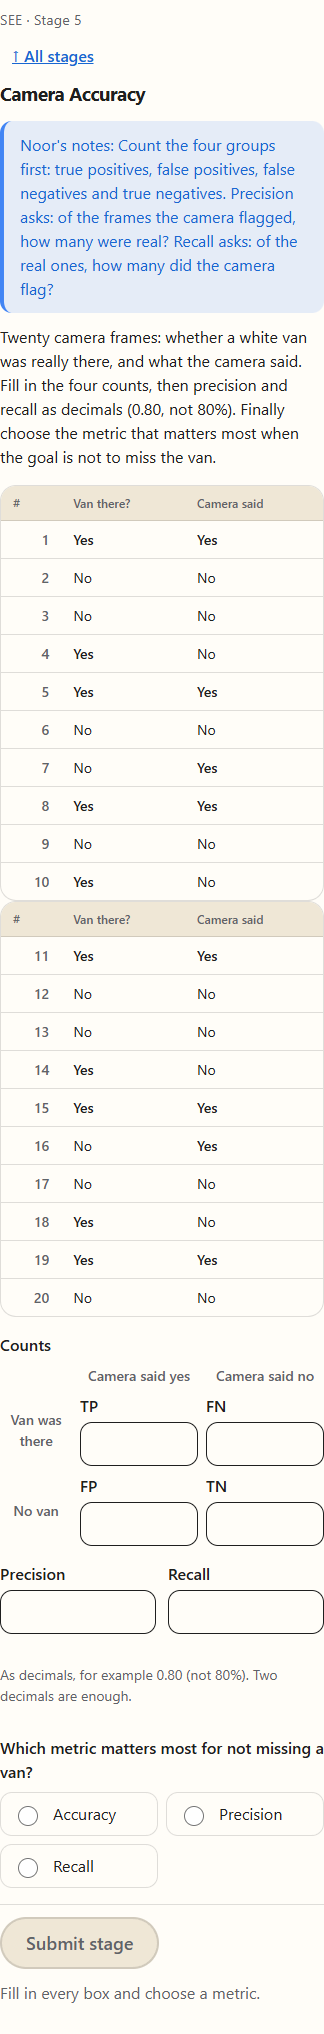 SEE · Stage 5
↑ All stages
Camera Accuracy
Noor's notes: Count the four groups
first: true positives, false positives, false
negatives and true negatives. Precision
asks: of the frames the camera flagged,
how many were real? Recall asks: of the
real ones, how many did the camera
flag?
Twenty camera frames: whether a white van
was really there, and what the camera said.
Fill in the four counts, then precision and
recall as decimals (0.80, not 80%). Finally
choose the metric that matters most when
the goal is not to miss the van.
# Van there? Camera said
1 Yes Yes
2 No No
3 No No
4 Yes No
5 Yes Yes
6 No No
7 No Yes
8 Yes Yes
9 No No
10 Yes No
# Van there? Camera said
11 Yes Yes
12 No No
13 No No
14 Yes No
15 Yes Yes
16 No Yes
17 No No
18 Yes No
19 Yes Yes
20 No No
Counts
Camera said yes Camera said no
Van was
there
TP FN
No van
FP TN
Precision Recall
As decimals, for example 0.80 (not 80%). Two
decimals are enough.
Which metric matters most for not missing a
van?
Accuracy Precision
Recall
Submit stage
Fill in every box and choose a metric.